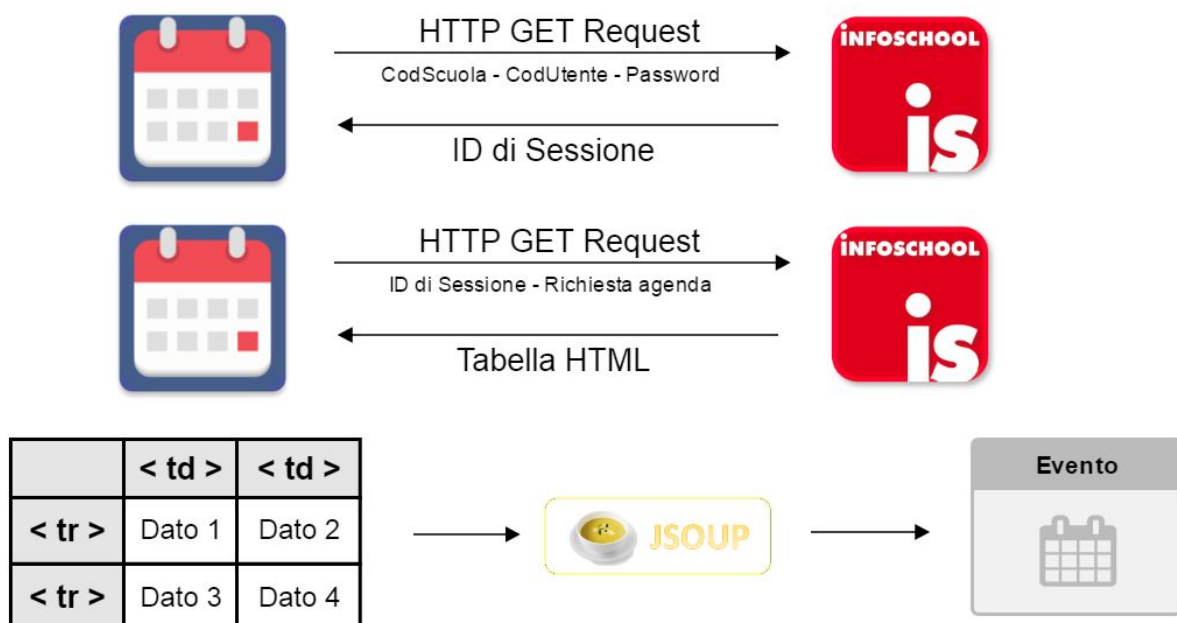 HTTP GET Request
CodScuola - CodUtente - Password
ID di Sessione
iNFOSCHOOL
is
HTTP GET Request
ID di Sessione - Richiesta agenda
Tabella HTML
iNFOSCHOOL
is
< td > < td >
< tr > Dato 1 Dato 2
< tr > Dato 3 Dato 4
JSOUP
Evento